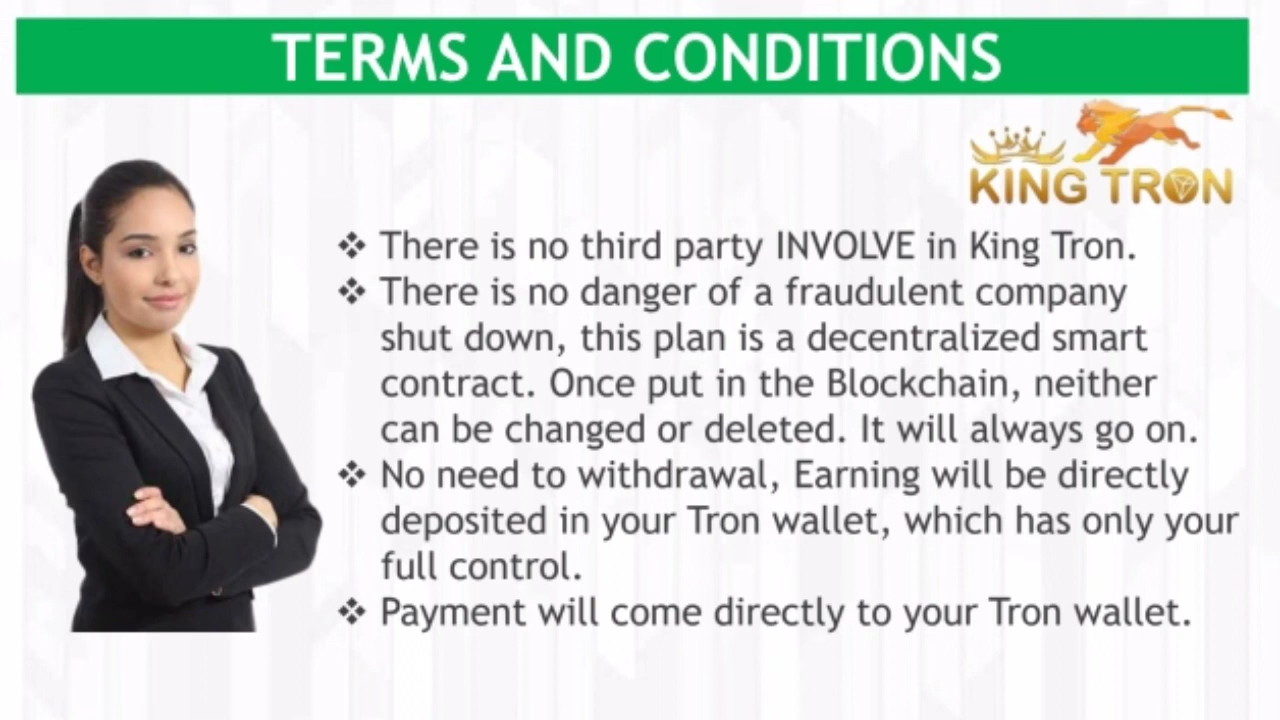 TERMS AND CONDITIONS
KING TRON
❖ There is no third party INVOLVE in King Tron.
❖ There is no danger of a fraudulent company
shut down, this plan is a decentralized smart
contract. Once put in the Blockchain, neither
can be changed or deleted. It will always go on.
❖ No need to withdrawal, Earning will be directly
deposited in your Tron wallet, which has only your
full control.
❖ Payment will come directly to your Tron wallet.